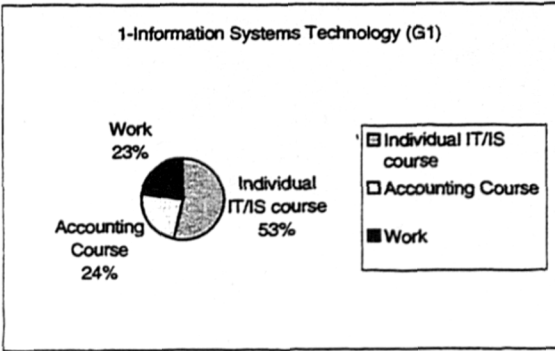 1-Information Systems Technology (G1)
Work
23%
Individual
IT/IS course
53%
Accounting
Course
24%
Individual IT/IS
course
Accounting Course
Work